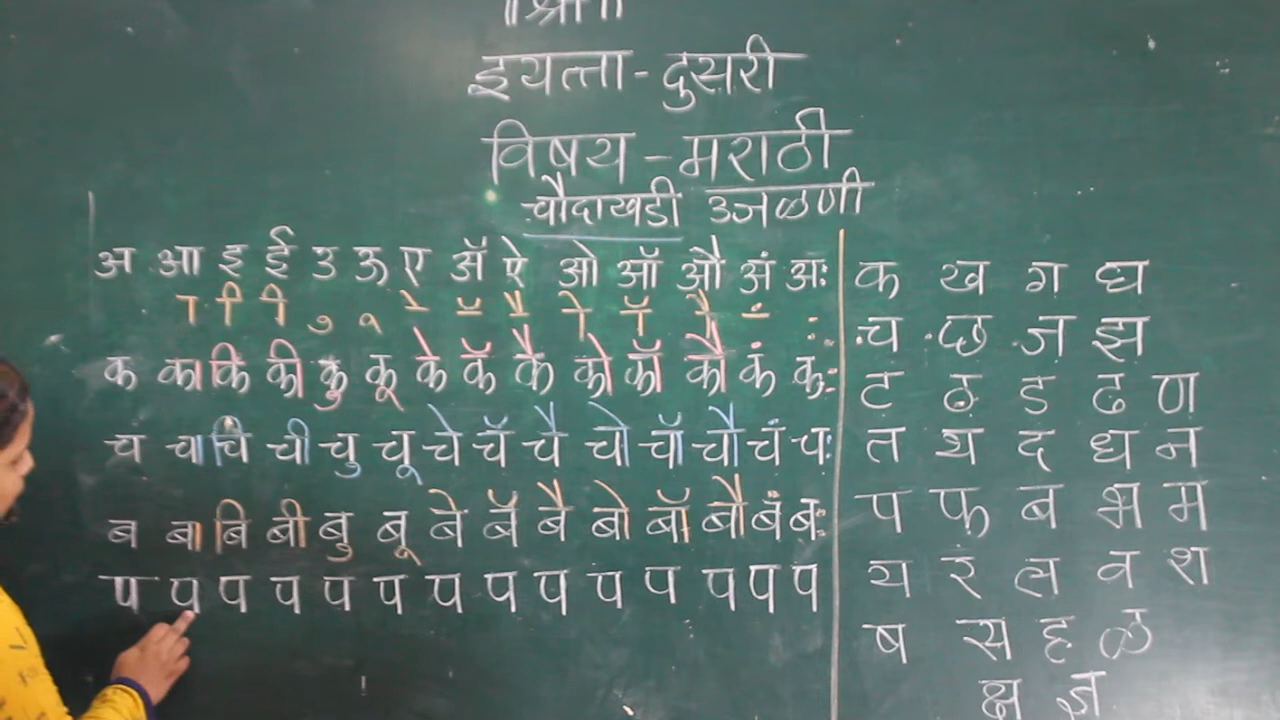 ॥श्री॥
इयत्ता - दुसरी
विषय - मराठी
चौदाखडी उजळणी
अ आ इ ई उ ऊ ए ॲ ऐ ओ ऑ औ अं अः
ा ि ी ु ू े ॅ ै ो ॉ ौ ं ः
क का कि की कु कू के कॅ कै को कॉ कौ कं कः
च चा चि ची चु चू चे चॅ चै चो चॉ चौ चं चः
ब बा बि बी बु बू बे बॅ बै बो बॉ बौ बं बः
प प प प प प प प प प प प प प
क ख ग घ
च छ ज झ
ट ठ ड ढ ण
त थ द ध न
प फ ब भ म
य र ल व श
ष स ह ळ
क्ष ज्ञ